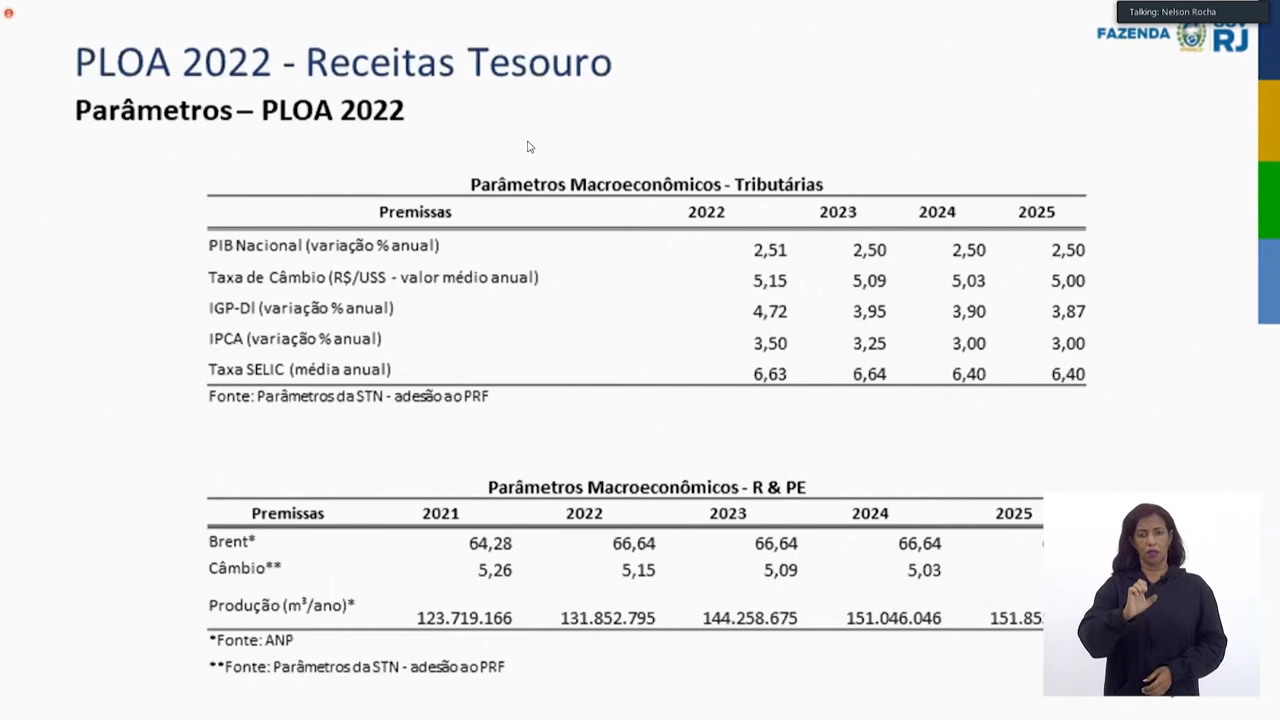 Talking: Nelson Rocha
FAZENDA
RJ
PLOA 2022 - Receitas Tesouro
Parâmetros – PLOA 2022
Parâmetros Macroeconômicos - Tributárias
Premissas 2022 2023 2024 2025
PIB Nacional (variação % anual) 2,51 2,50 2,50 2,50
Taxa de Câmbio (R$/US$ - valor médio anual) 5,15 5,09 5,03 5,00
IGP-DI (variação % anual) 4,72 3,95 3,90 3,87
IPCA (variação % anual) 3,50 3,25 3,00 3,00
Taxa SELIC (média anual) 6,63 6,64 6,40 6,40
Fonte: Parâmetros da STN - adesão ao PRF
Parâmetros Macroeconômicos - R & PE
Premissas 2021 2022 2023 2024 2025
Brent* 64,28 66,64 66,64 66,64
Câmbio** 5,26 5,15 5,09 5,03
Produção (m³/ano)* 123.719.166 131.852.795 144.258.675 151.046.046
*Fonte: ANP
**Fonte: Parâmetros da STN - adesão ao PRF